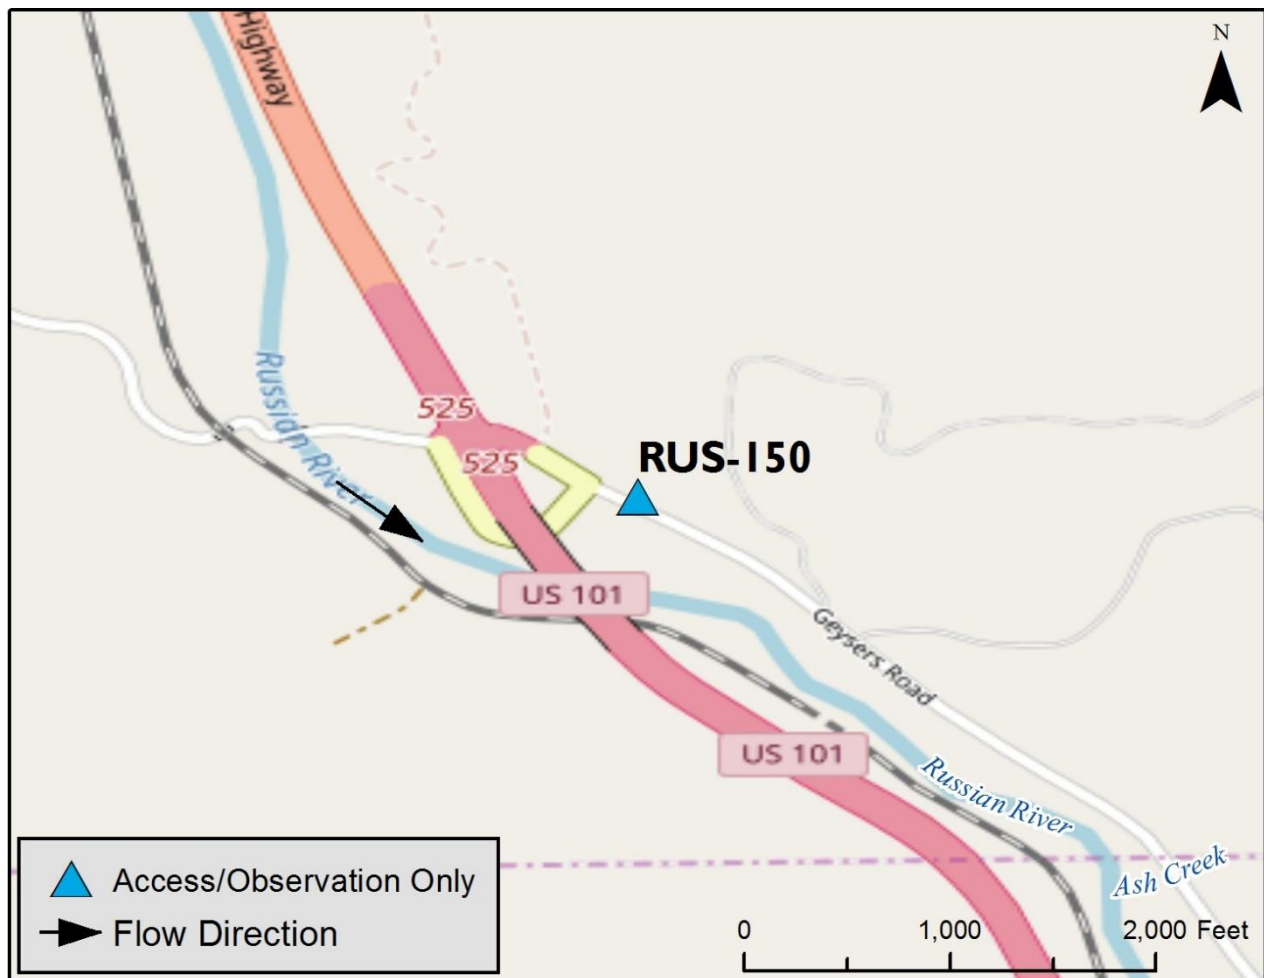 Highway
N
Russian River
525
525
RUS-150
US 101
Geysers Road
US 101
Russian River
Ash Creek
Access/Observation Only
Flow Direction
0 1,000 2,000 Feet